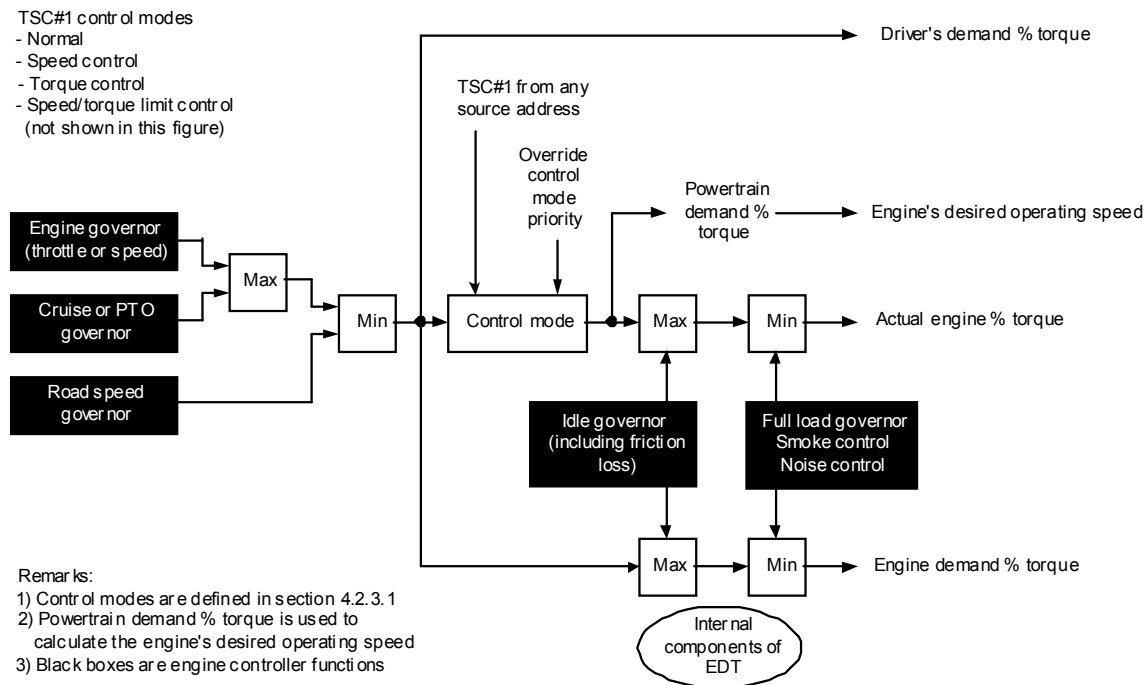 TSC#1 control modes
- Normal
- Speed control
- Torque control
- Speed/torque limit control
(not shown in this figure)
Driver's demand % torque
TSC#1 from any
source address
Override
control
mode
priority
Powertrain
demand %
torque
Engine's desired operating speed
Engine governor
(throttle or speed)
Max
Cruise or PTO
governor
Min
Control mode
Max
Min
Actual engine % torque
Road speed
governor
Idle governor
(including friction
loss)
Full load governor
Smoke control
Noise control
Max
Min
Engine demand % torque
Remarks:
1) Control modes are defined in section 4.2.3.1
2) Powertrain demand % torque is used to
calculate the engine's desired operating speed
3) Black boxes are engine controller functions
Internal
components of
EDT